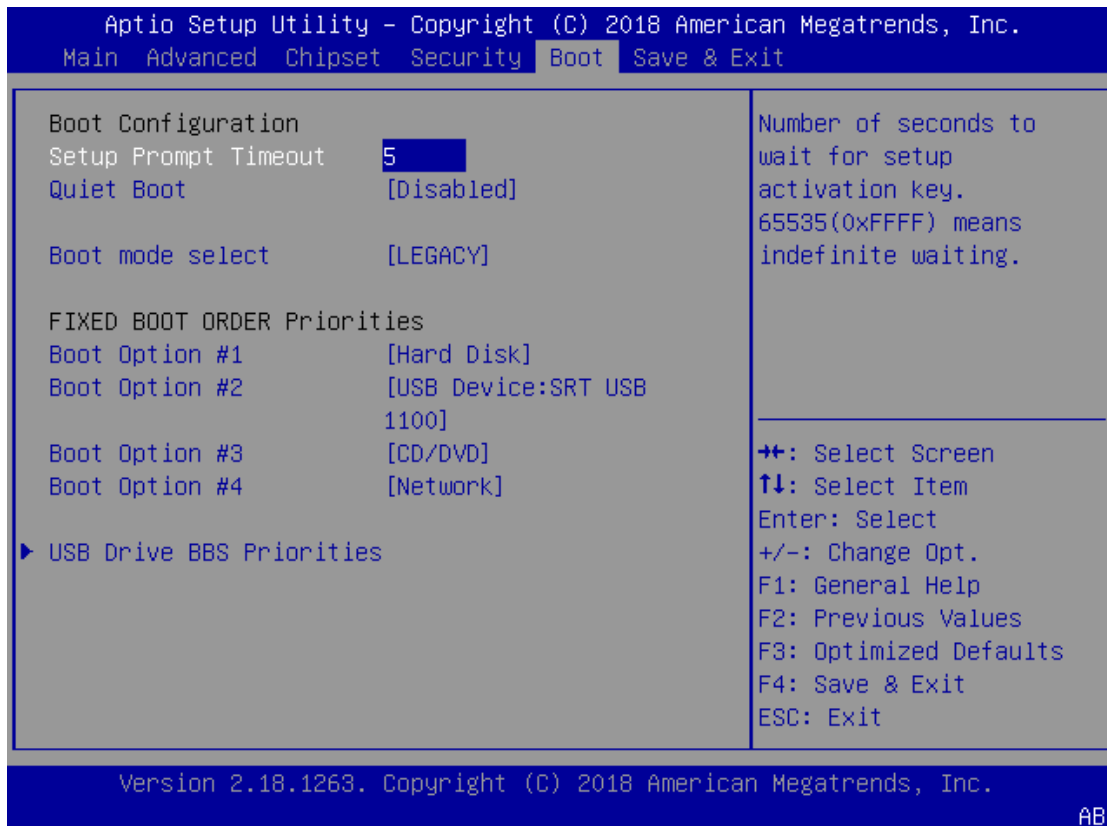 Aptio Setup Utility – Copyright (C) 2018 American Megatrends, Inc.
Main Advanced Chipset Security Boot Save & Exit
Boot Configuration
Setup Prompt Timeout 5
Quiet Boot [Disabled]
Boot mode select [LEGACY]
FIXED BOOT ORDER Priorities
Boot Option #1 [Hard Disk]
Boot Option #2 [USB Device:SRT USB
1100]
Boot Option #3 [CD/DVD]
Boot Option #4 [Network]
▶ USB Drive BBS Priorities
Number of seconds to
wait for setup
activation key.
65535(0xFFFF) means
indefinite waiting.
→←: Select Screen
↑↓: Select Item
Enter: Select
+/-: Change Opt.
F1: General Help
F2: Previous Values
F3: Optimized Defaults
F4: Save & Exit
ESC: Exit
Version 2.18.1263. Copyright (C) 2018 American Megatrends, Inc.
AB